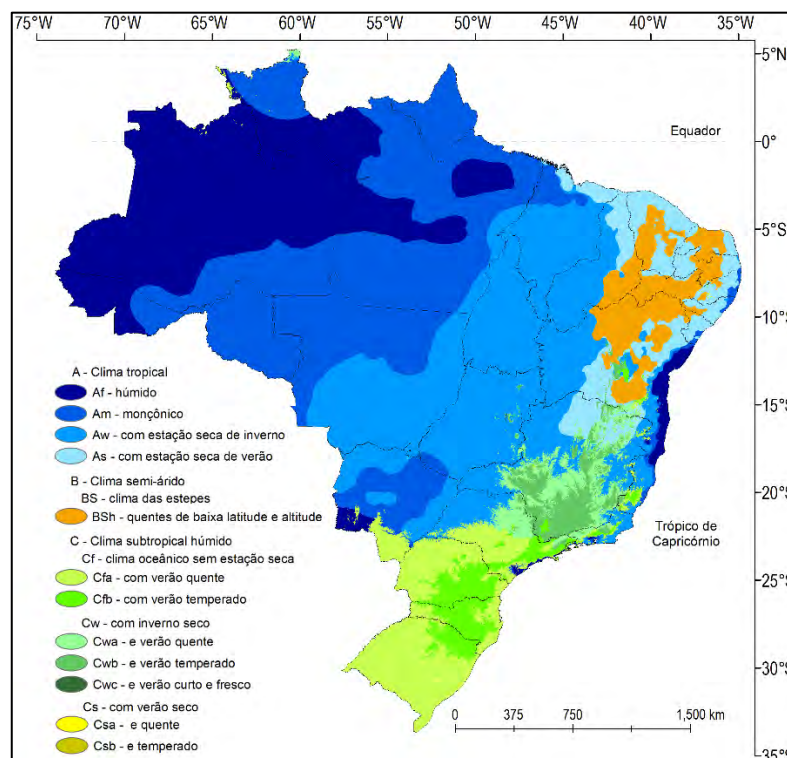 75°W 70°W 65°W 60°W 55°W 50°W 45°W 40°W 35°W
5°N
Equador
0°
5°S
10°S
15°S
20°S
Trópico de
Capricórnio
25°S
30°S
35°S
A - Clima tropical
Af - húmido
Am - monçônico
Aw - com estação seca de inverno
As - com estação seca de verão
B - Clima semi-árido
BS - clima das estepes
BSh - quentes de baixa latitude e altitude
C - Clima subtropical húmido
Cf - clima oceânico sem estação seca
Cfa - com verão quente
Cfb - com verão temperado
Cw - com inverno seco
Cwa - e verão quente
Cwb - e verão temperado
Cwc - e verão curto e fresco
Cs - com verão seco
Csa - e quente
Csb - e temperado
0 375 750 1,500 km